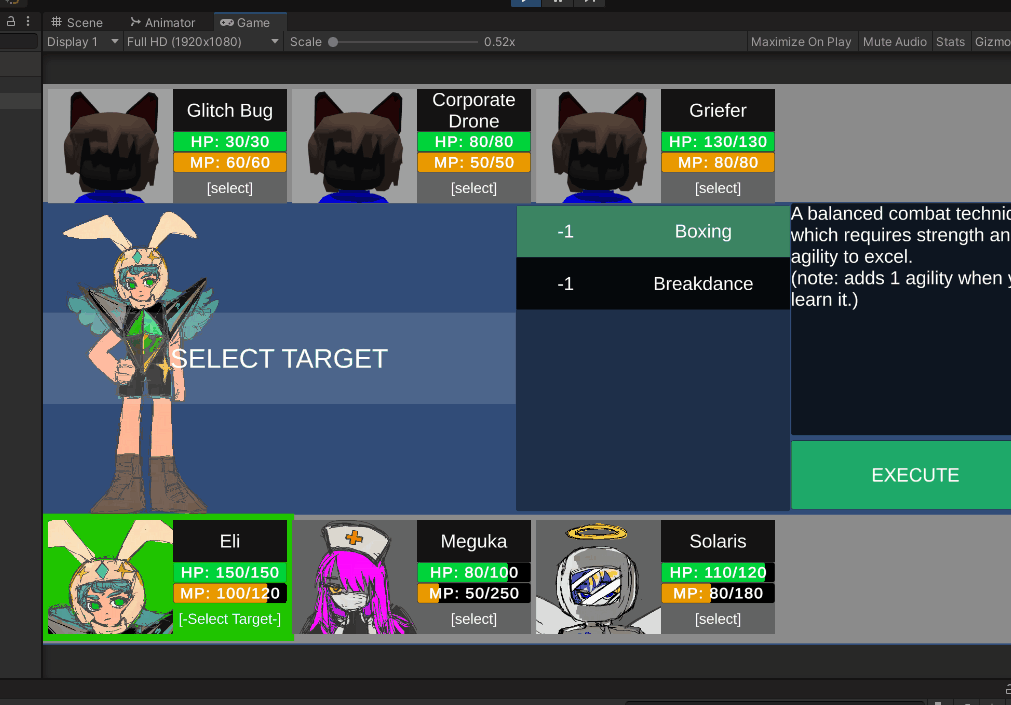 Scene Animator Game
Display 1 Full HD (1920x1080) Scale 0.52x Maximize On Play Mute Audio Stats Gizmo
Glitch Bug
HP: 30/30
MP: 60/60
[select]
Corporate
Drone
HP: 80/80
MP: 50/50
[select]
Griefer
HP: 130/130
MP: 80/80
[select]
SELECT TARGET
-1 Boxing
-1 Breakdance
A balanced combat techni
which requires strength an
agility to excel.
(note: adds 1 agility when
learn it.)
EXECUTE
Eli
HP: 150/150
MP: 100/120
[-Select Target-]
Meguka
HP: 80/100
MP: 50/250
[select]
Solaris
HP: 110/120
MP: 80/180
[select]